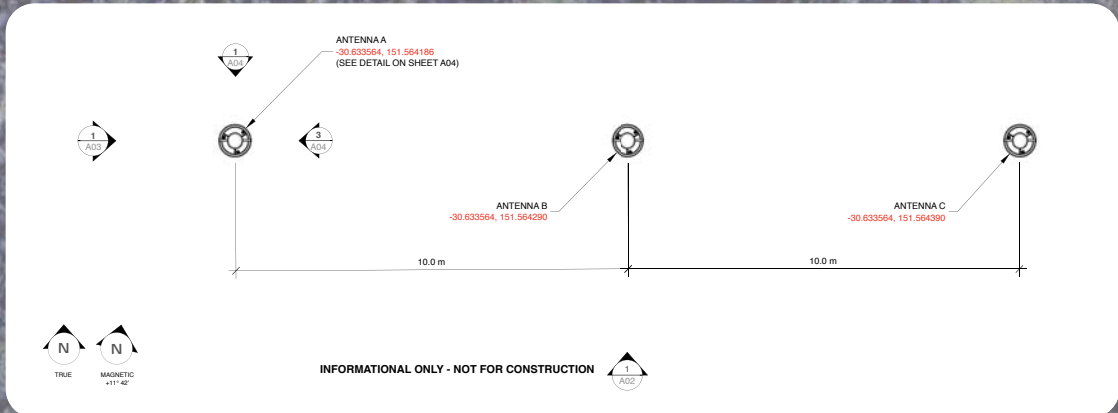 ANTENNA A
-30.633564, 151.564186
(SEE DETAIL ON SHEET A04)
1
A04
1
A03
3
A04
ANTENNA B
-30.633564, 151.564290
ANTENNA C
-30.633564, 151.564390
10.0 m
10.0 m
N
N
TRUE
MAGNETIC
+11° 42'
INFORMATIONAL ONLY - NOT FOR CONSTRUCTION
1
A02